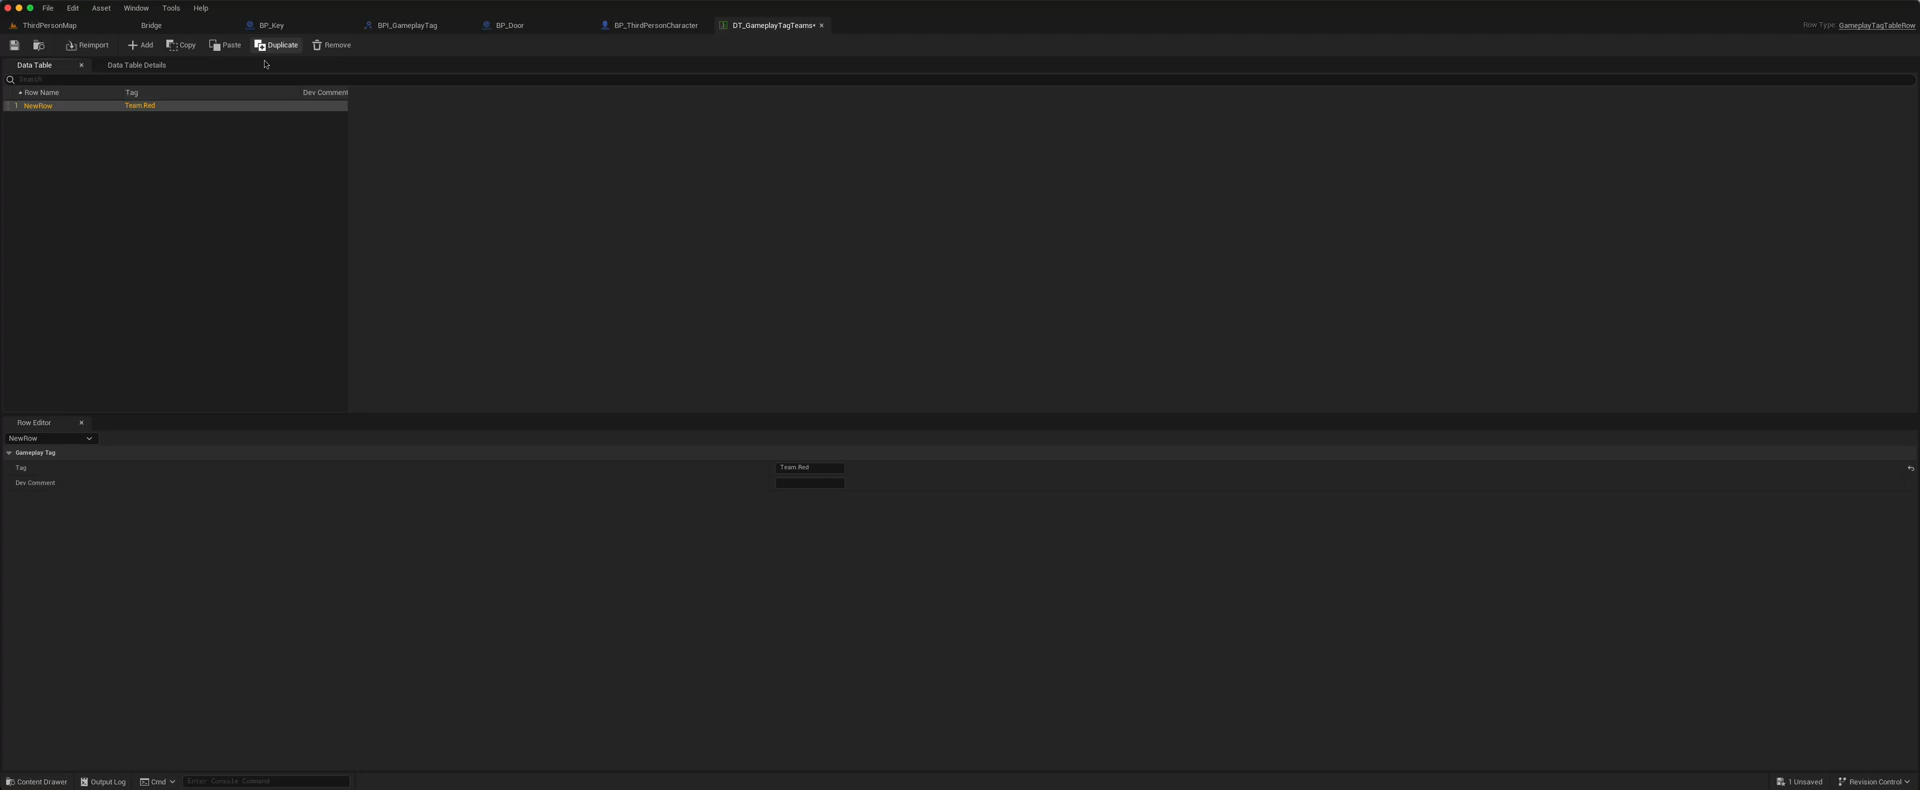 File Edit Asset Window Tools Help
ThirdPersonMap Bridge BP_Key BPI_GameplayTag BP_Door BP_ThirdPersonCharacter DT_GameplayTagTeams* Row Type: GameplayTagTableRow
Reimport Add Copy Paste Duplicate Remove
Data Table Data Table Details
Search
Row Name Tag Dev Comment
1 NewRow Team.Red
Row Editor
NewRow
Gameplay Tag
Tag Team.Red
Dev Comment
Content Drawer Output Log Cmd Enter Console Command 1 Unsaved Revision Control